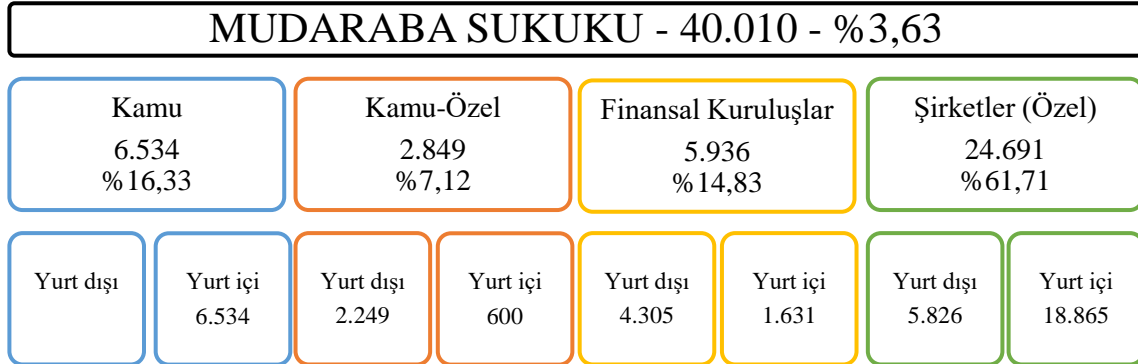 MUDARABA SUKUKU - 40.010 - %3,63
Kamu
6.534
%16,33
Kamu-Özel
2.849
%7,12
Finansal Kuruluşlar
5.936
%14,83
Şirketler (Özel)
24.691
%61,71
Yurt dışı
Yurt içi
6.534
Yurt dışı
2.249
Yurt içi
600
Yurt dışı
4.305
Yurt içi
1.631
Yurt dışı
5.826
Yurt içi
18.865